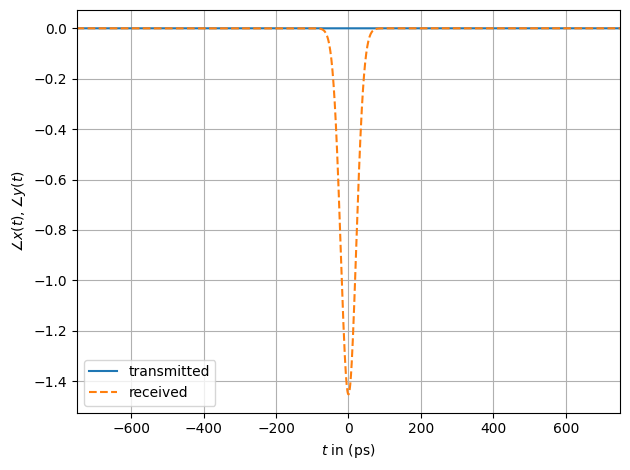 0.0
−0.2
−0.4
−0.6
−0.8
−1.0
−1.2
−1.4
∠x(t), ∠y(t)
transmitted
received
−600 −400 −200 0 200 400 600
t in (ps)